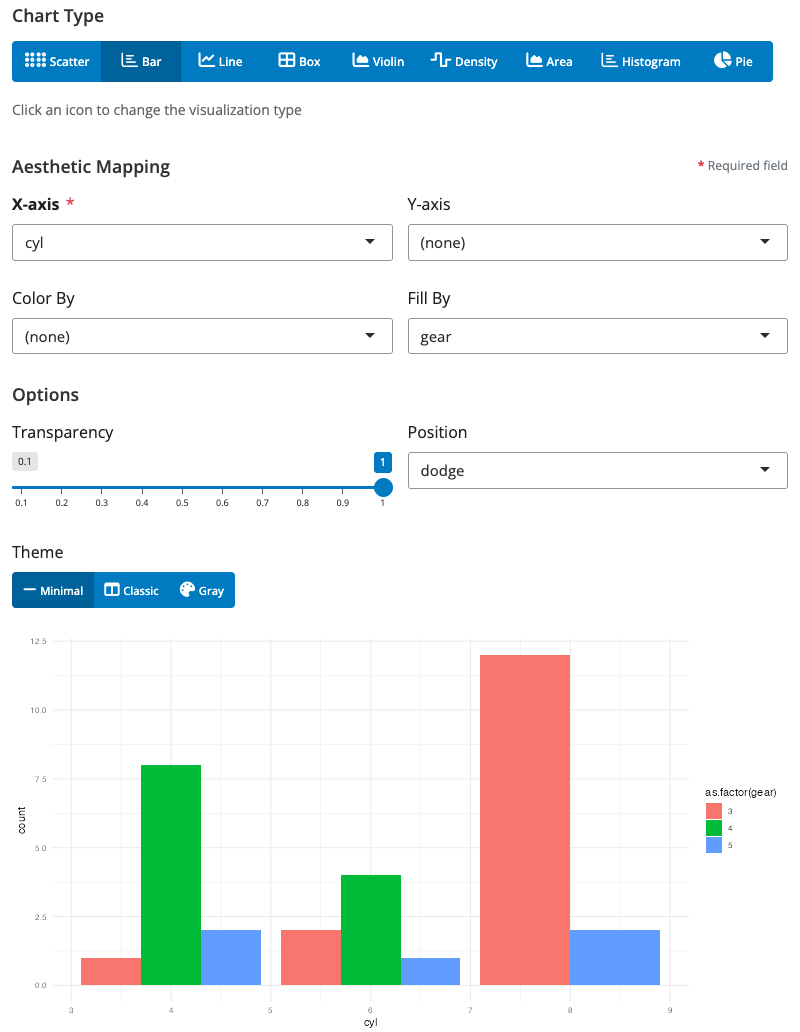 Chart Type
Scatter Bar Line Box Violin Density Area Histogram Pie
Click an icon to change the visualization type
Aesthetic Mapping * Required field
X-axis * Y-axis
cyl (none)
Color By Fill By
(none) gear
Options
Transparency Position
0.1 1 dodge
0.1 0.2 0.3 0.4 0.5 0.6 0.7 0.8 0.9 1
Theme
Minimal Classic Gray
12.5
10.0
7.5
5.0
2.5
0.0
count
3 4 5 6 7 8 9
cyl
as.factor(gear)
3
4
5